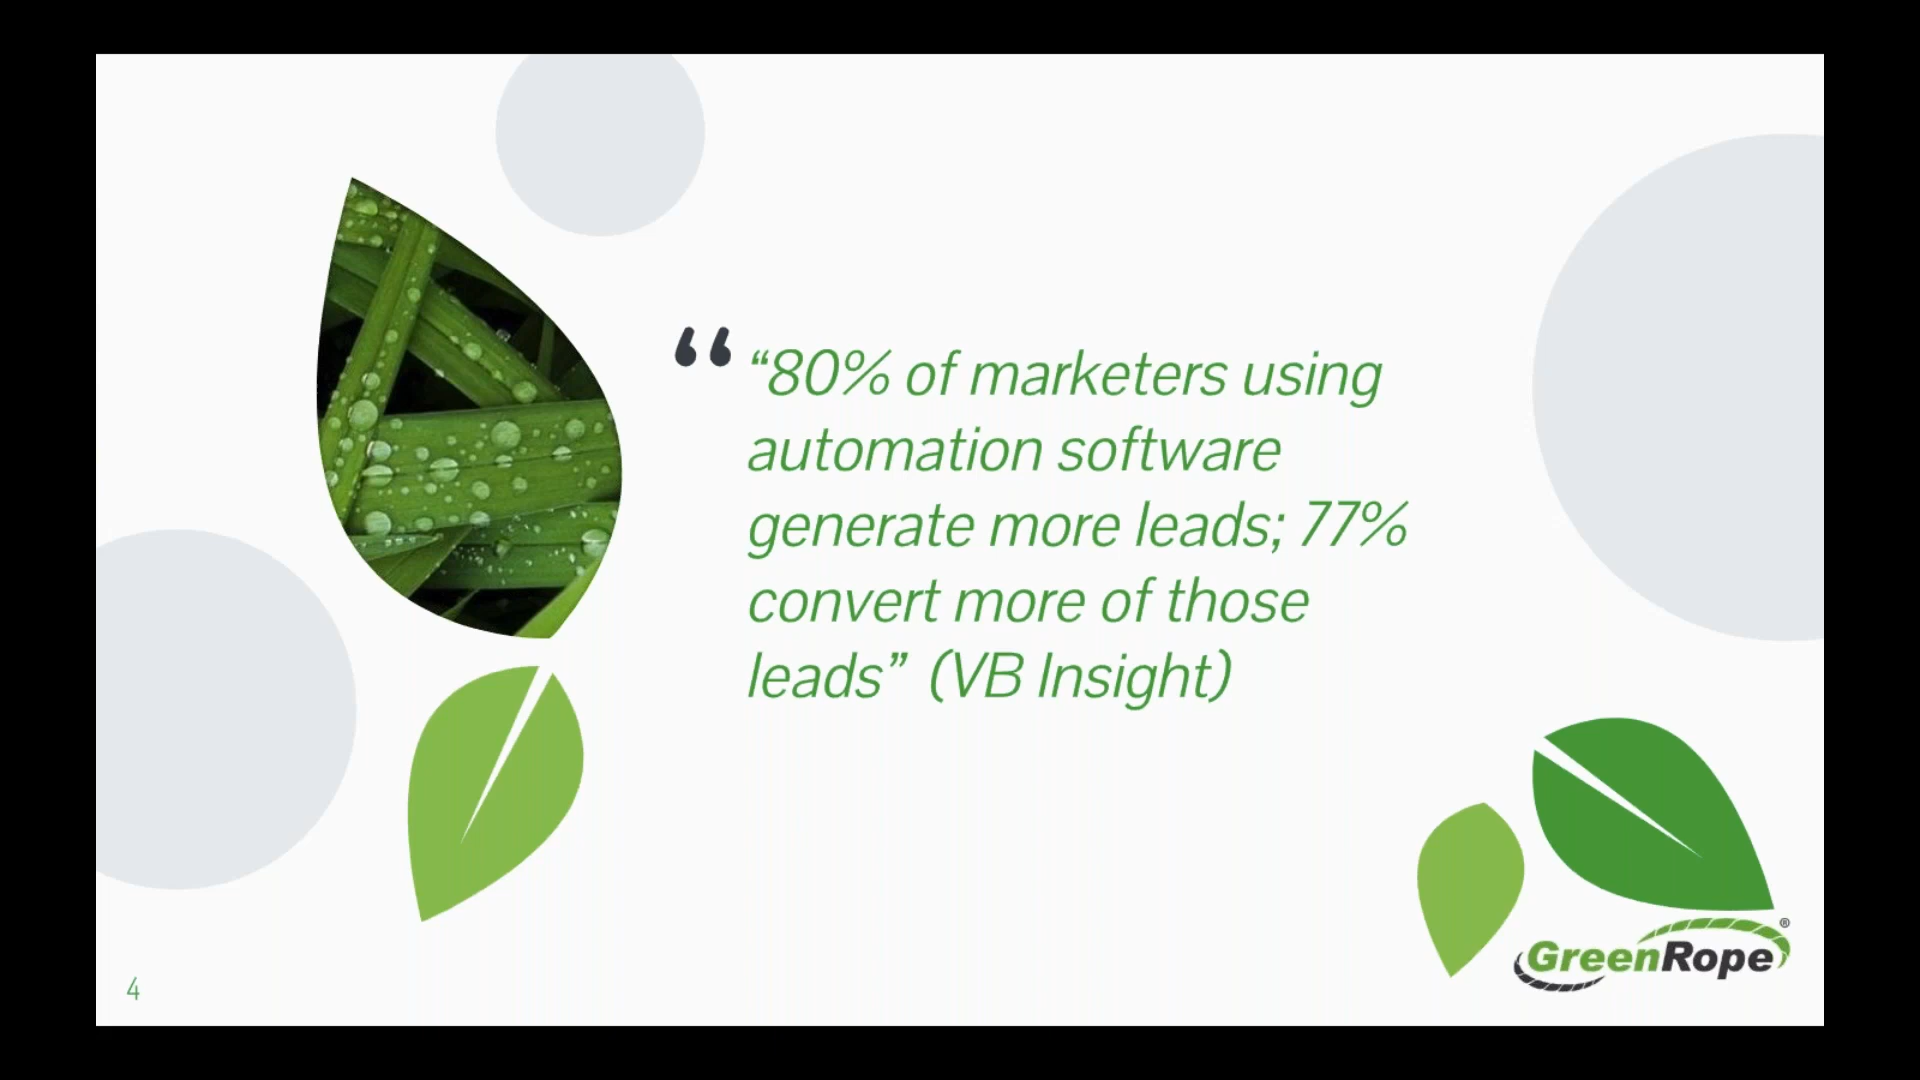 “
“80% of marketers using
automation software
generate more leads; 77%
convert more of those
leads” (VB Insight)
GreenRope®
4